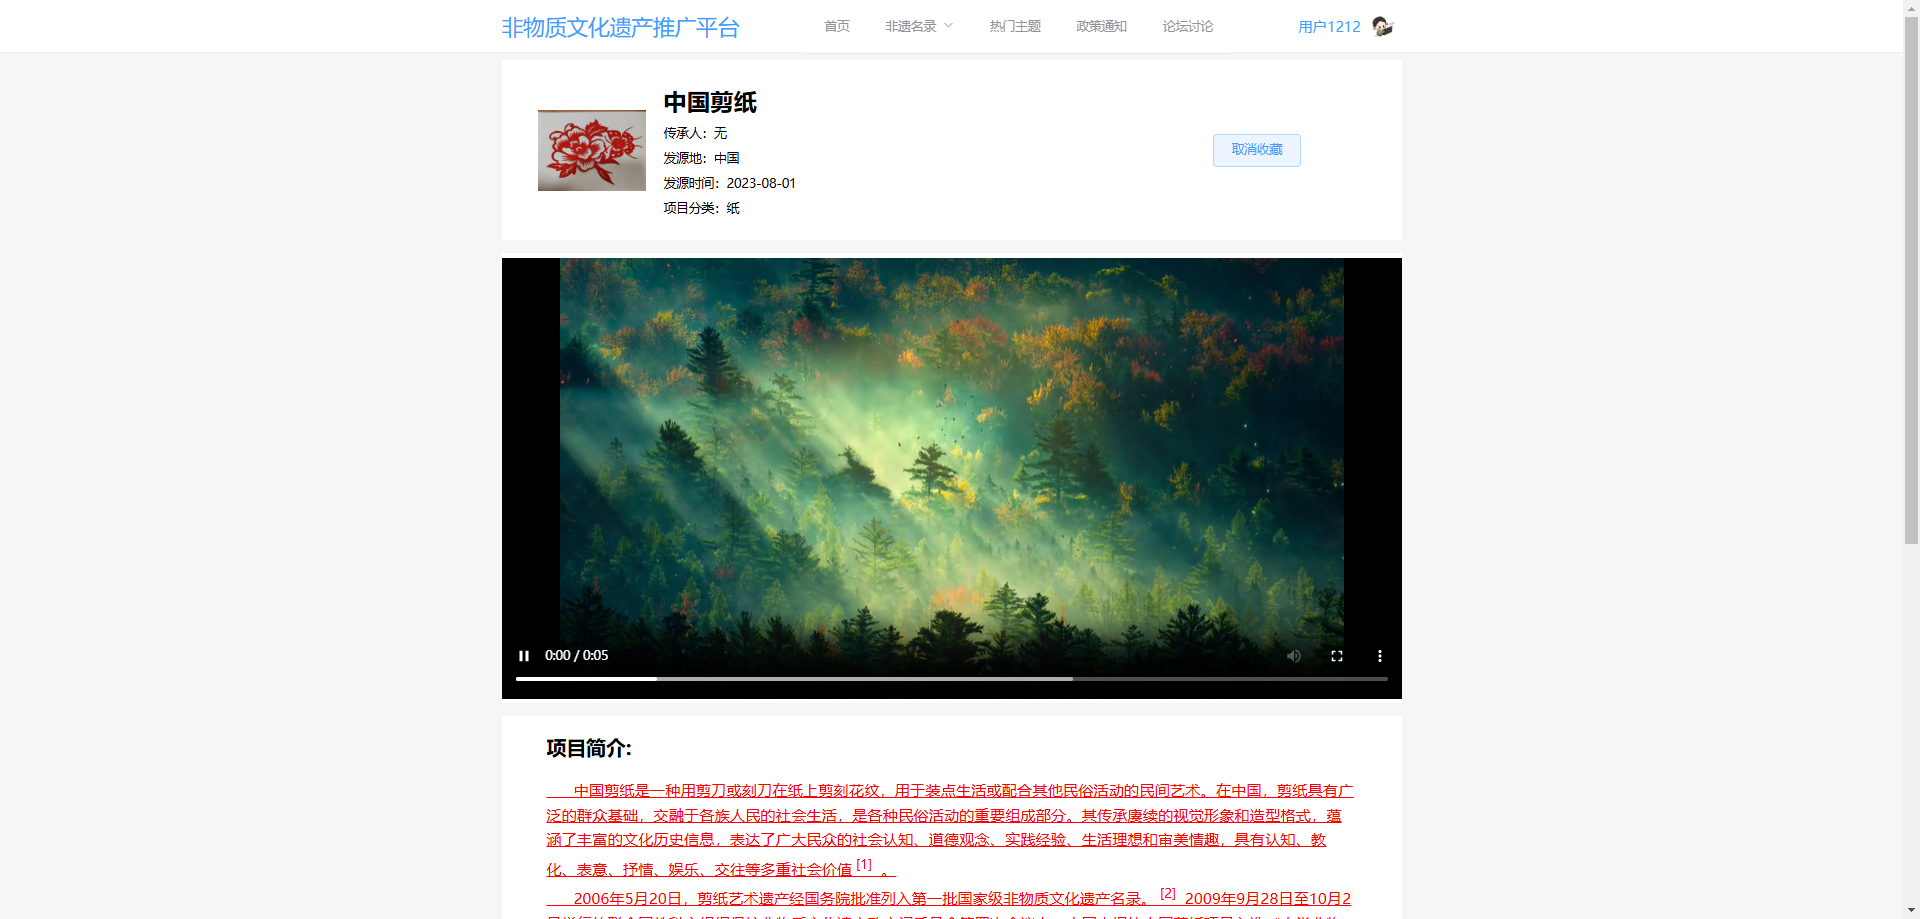 非物质文化遗产推广平台
首页 非遗名录 热门主题 政策通知 论坛讨论
用户1212
中国剪纸
传承人：无
发源地：中国
发源时间：2023-08-01
项目分类：纸
取消收藏
0:00 / 0:05
项目简介:
中国剪纸是一种用剪刀或刻刀在纸上剪刻花纹，用于装点生活或配合其他民俗活动的民间艺术。在中国，剪纸具有广
泛的群众基础，交融于各族人民的社会生活，是各种民俗活动的重要组成部分。其传承赓续的视觉形象和造型格式，蕴
涵了丰富的文化历史信息，表达了广大民众的社会认知、道德观念、实践经验、生活理想和审美情趣，具有认知、教
化、表意、抒情、娱乐、交往等多重社会价值 [1] 。
2006年5月20日，剪纸艺术遗产经国务院批准列入第一批国家级非物质文化遗产名录。 [2] 2009年9月28日至10月2